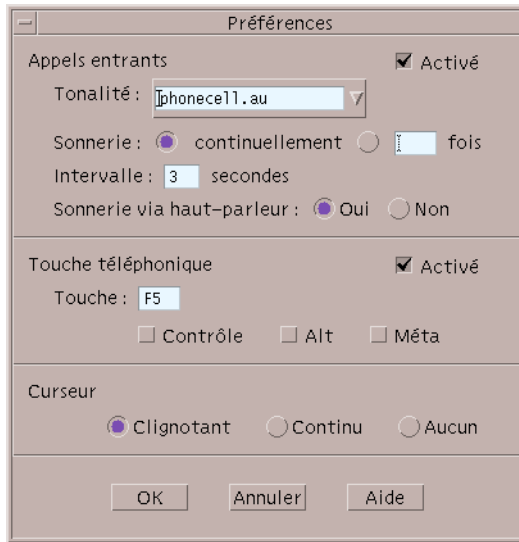 Préférences
Appels entrants Activé
Tonalité : phonecell.au
Sonnerie : continuellement fois
Intervalle : 3 secondes
Sonnerie via haut-parleur : Oui Non
Touche téléphonique Activé
Touche : F5
Contrôle Alt Méta
Curseur
Clignotant Continu Aucun
OK Annuler Aide